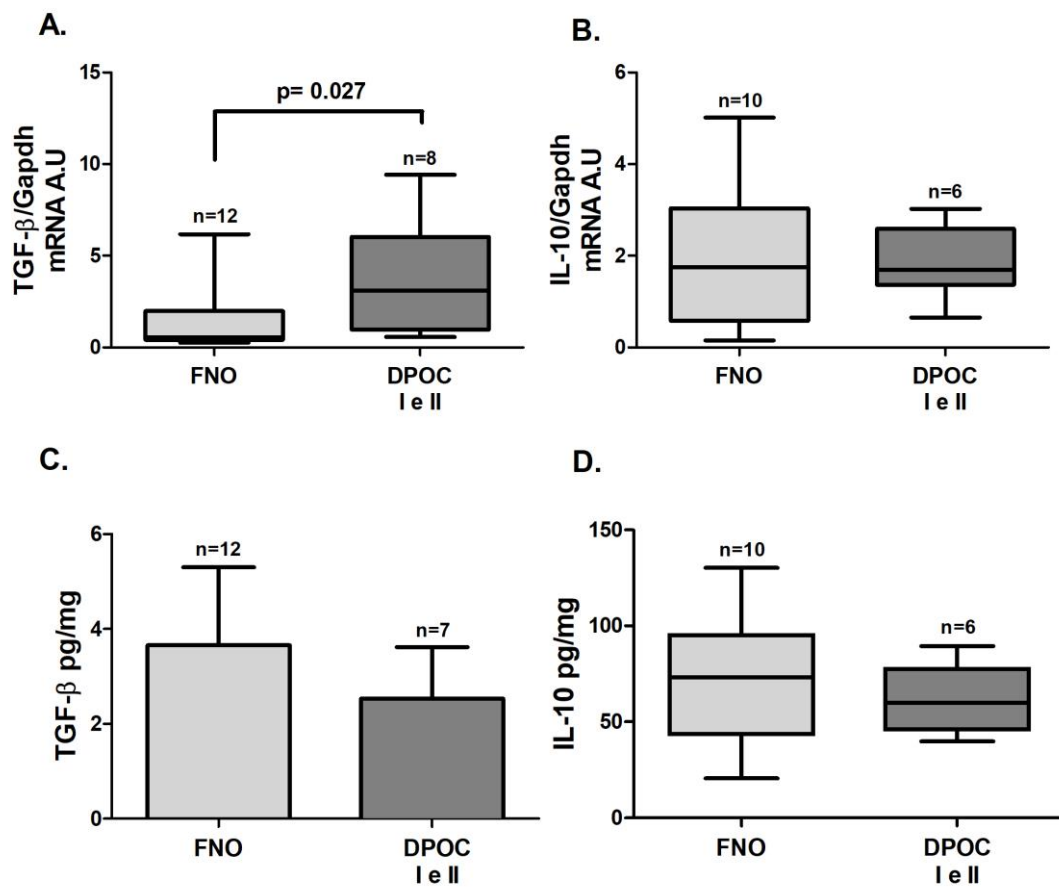 A.
TGF-β/Gapdh
mRNA A.U
15
10
5
0
p= 0.027
n=12
n=8
FNO
DPOC
I e II
B.
IL-10/Gapdh
mRNA A.U
6
4
2
0
n=10
n=6
FNO
DPOC
I e II
C.
TGF-β pg/mg
6
4
2
0
n=12
n=7
FNO
DPOC
I e II
D.
IL-10 pg/mg
150
100
50
0
n=10
n=6
FNO
DPOC
I e II